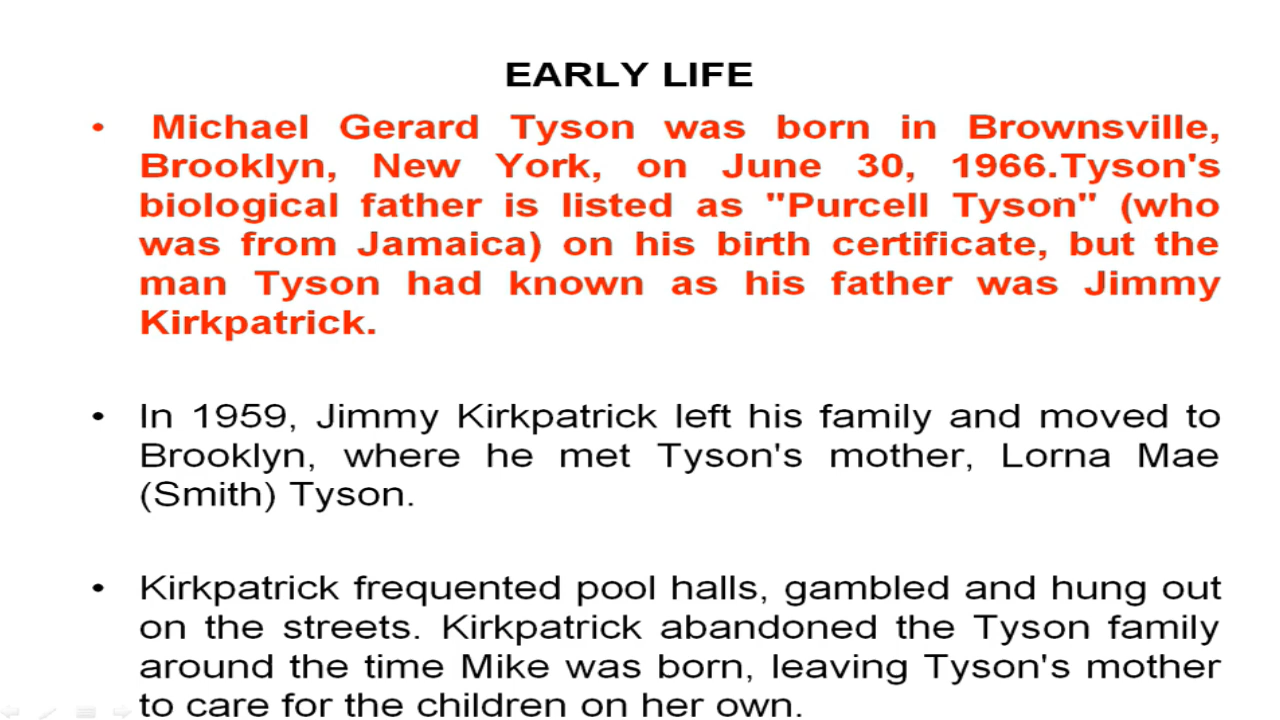 EARLY LIFE
• Michael Gerard Tyson was born in Brownsville,
Brooklyn, New York, on June 30, 1966.Tyson's
biological father is listed as "Purcell Tyson" (who
was from Jamaica) on his birth certificate, but the
man Tyson had known as his father was Jimmy
Kirkpatrick.
• In 1959, Jimmy Kirkpatrick left his family and moved to
Brooklyn, where he met Tyson's mother, Lorna Mae
(Smith) Tyson.
• Kirkpatrick frequented pool halls, gambled and hung out
on the streets. Kirkpatrick abandoned the Tyson family
around the time Mike was born, leaving Tyson's mother
to care for the children on her own.